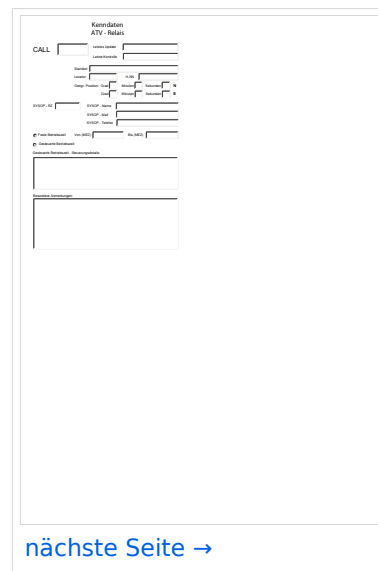 Kenndaten
ATV - Relais
CALL
Letztes Update
Letzte Kontrolle
Standort
Locator
H.NN
Geogr. Position: Grad Minuten Sekunden N
Grad Minuten Sekunden E
SYSOP - RZ SYSOP - Name
SYSOP - Mail
SYSOP - Telefon
Feste Betriebszeit Von (MEZ) Bis (MEZ)
Gesteuerte Betriebszeit
Gesteuerte Betriebszeit - Steuerungsdetails:
Besondere Anmerkungen:
nächste Seite →